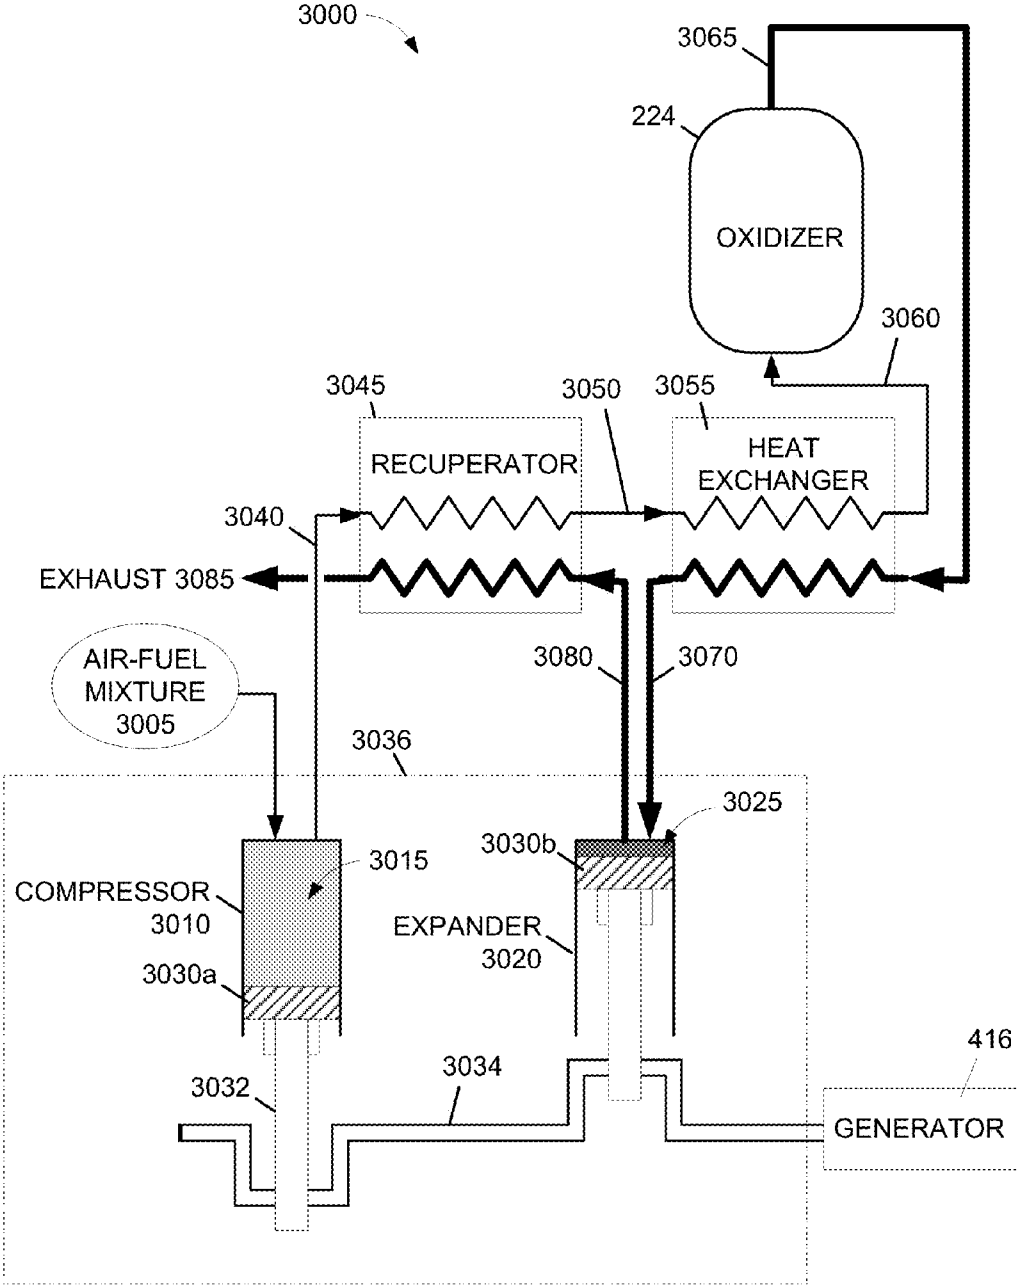 3000
3065
224
OXIDIZER
3060
3045
3050
3055
RECUPERATOR
HEAT
EXCHANGER
3040
EXHAUST 3085
AIR-FUEL
MIXTURE
3005
3080
3070
3036
3025
3030b
3015
COMPRESSOR
3010
EXPANDER
3020
3030a
416
3032
3034
GENERATOR